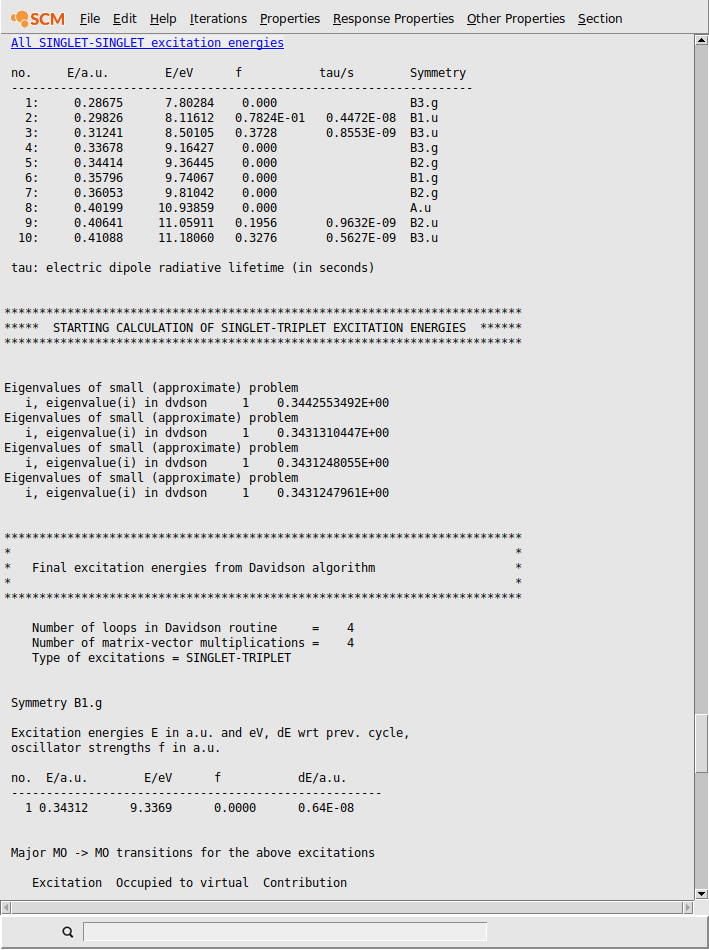 SCM File Edit Help Iterations Properties Response Properties Other Properties Section
All SINGLET-SINGLET excitation energies
no. E/a.u. E/eV f tau/s Symmetry
------------------------------------------------------------------
1: 0.28675 7.80284 0.000 B3.g
2: 0.29826 8.11612 0.7824E-01 0.4472E-08 B1.u
3: 0.31241 8.50105 0.3728 0.8553E-09 B3.u
4: 0.33678 9.16427 0.000 B3.g
5: 0.34414 9.36445 0.000 B2.g
6: 0.35796 9.74067 0.000 B1.g
7: 0.36053 9.81042 0.000 B2.g
8: 0.40199 10.93859 0.000 A.u
9: 0.40641 11.05911 0.1956 0.9632E-09 B2.u
10: 0.41088 11.18060 0.3276 0.5627E-09 B3.u
tau: electric dipole radiative lifetime (in seconds)
**************************************************************************
***** STARTING CALCULATION OF SINGLET-TRIPLET EXCITATION ENERGIES ******
**************************************************************************
Eigenvalues of small (approximate) problem
i, eigenvalue(i) in dvdson 1 0.3442553492E+00
Eigenvalues of small (approximate) problem
i, eigenvalue(i) in dvdson 1 0.3431310447E+00
Eigenvalues of small (approximate) problem
i, eigenvalue(i) in dvdson 1 0.3431248055E+00
Eigenvalues of small (approximate) problem
i, eigenvalue(i) in dvdson 1 0.3431247961E+00
**************************************************************************
* *
* Final excitation energies from Davidson algorithm *
* *
**************************************************************************
Number of loops in Davidson routine = 4
Number of matrix-vector multiplications = 4
Type of excitations = SINGLET-TRIPLET
Symmetry B1.g
Excitation energies E in a.u. and eV, dE wrt prev. cycle,
oscillator strengths f in a.u.
no. E/a.u. E/eV f dE/a.u.
-----------------------------------------------------
1 0.34312 9.3369 0.0000 0.64E-08
Major MO -> MO transitions for the above excitations
Excitation Occupied to virtual Contribution